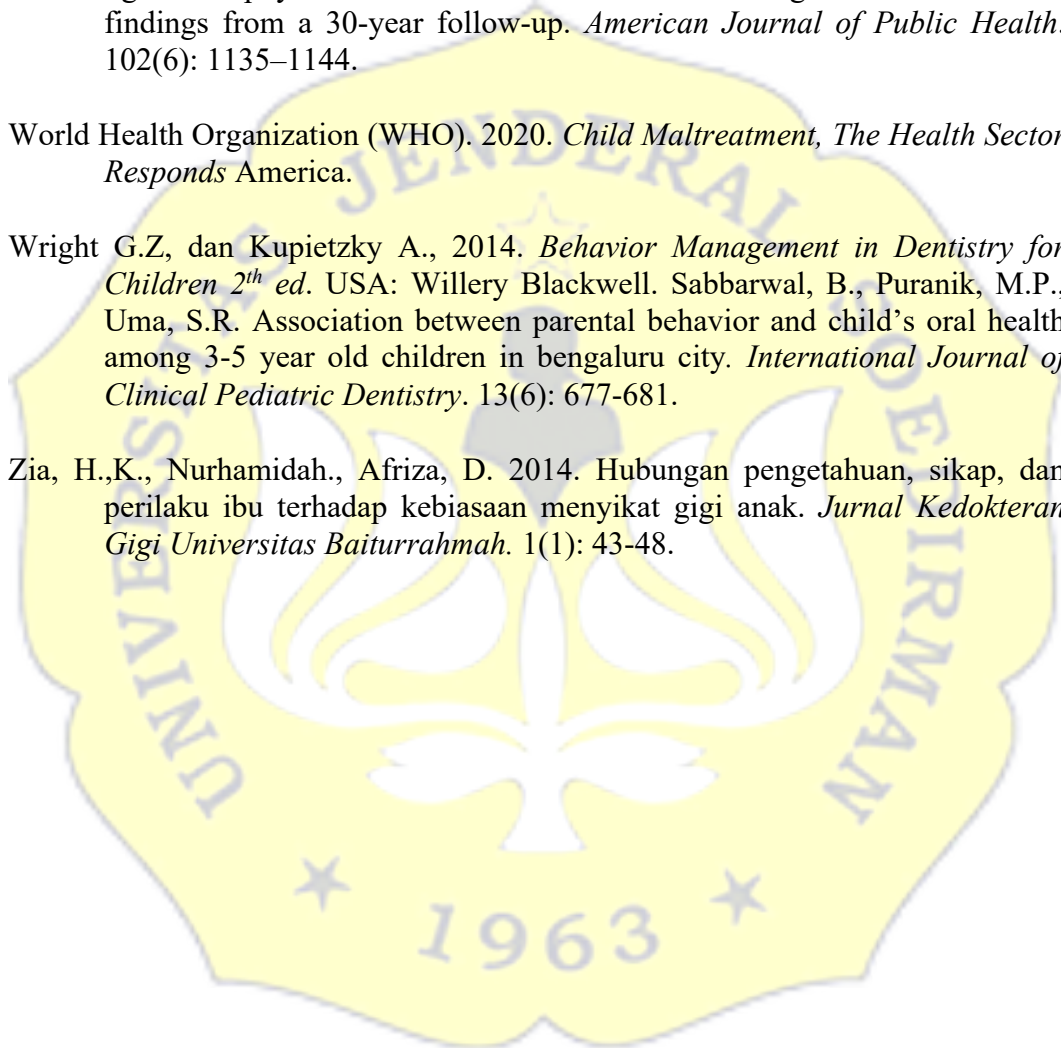 findings from a 30-year follow-up. American Journal of Public Health.
102(6): 1135–1144.
World Health Organization (WHO). 2020. Child Maltreatment, The Health Sector
Responds America.
Wright G.Z, dan Kupietzky A., 2014. Behavior Management in Dentistry for
Children 2th ed. USA: Willery Blackwell. Sabbarwal, B., Puranik, M.P.,
Uma, S.R. Association between parental behavior and child's oral health
among 3-5 year old children in bengaluru city. International Journal of
Clinical Pediatric Dentistry. 13(6): 677-681.
Zia, H.,K., Nurhamidah., Afriza, D. 2014. Hubungan pengetahuan, sikap, dan
perilaku ibu terhadap kebiasaan menyikat gigi anak. Jurnal Kedokteran
Gigi Universitas Baiturrahmah. 1(1): 43-48.
UNIVERSITAS JENDERAL SOEDIRMAN
1963